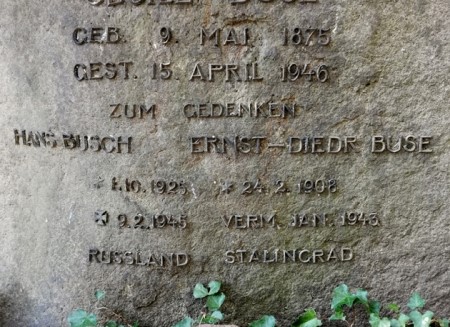 GEB. 9. MAI 1875
GEST. 15. APRIL 1946
ZUM GEDENKEN
HANS BUSCH ERNST-DIEDR BUSE
* 1.10.1925 * 24.2.1908
9.2.1945 VERM. JAN. 1943
RUSSLAND STALINGRAD